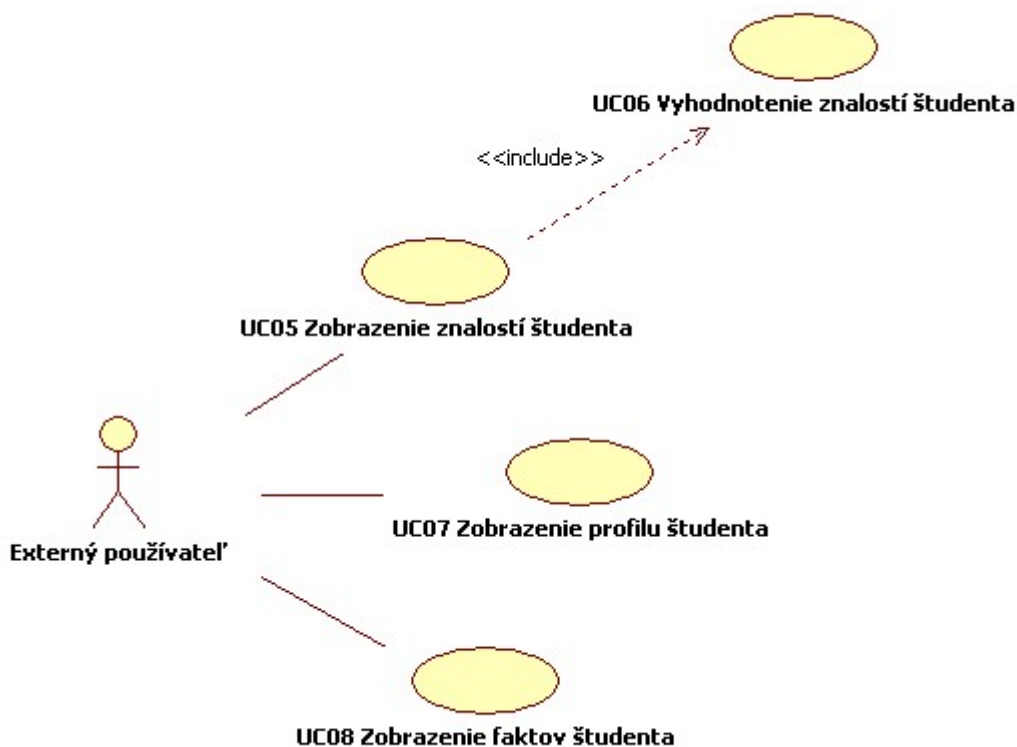 UC06 Vyhodnotenie znalostí študenta
<<include>>
UC05 Zobrazenie znalostí študenta
Externý používateľ
UC07 Zobrazenie profilu študenta
UC08 Zobrazenie faktov študenta